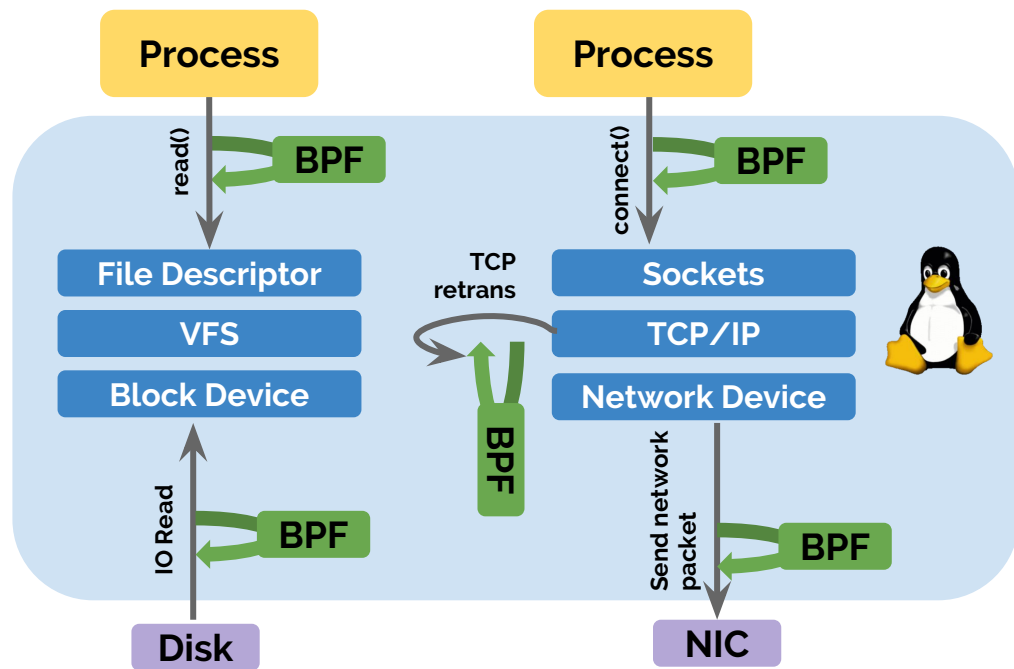 Process
read()
BPF
File Descriptor
VFS
Block Device
IO Read
BPF
Disk
Process
connect()
BPF
Sockets
TCP
retrans
TCP/IP
BPF
Network Device
Send network
packet
BPF
NIC